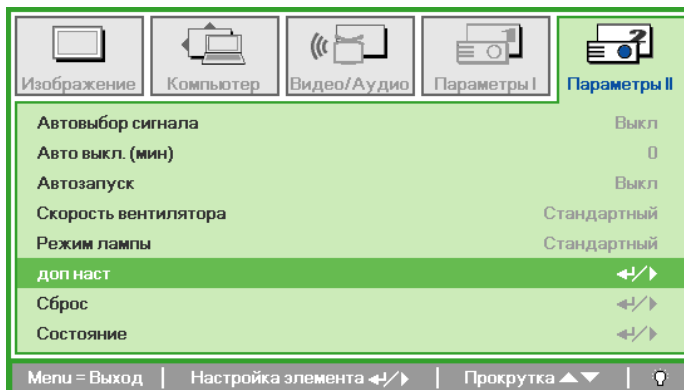 Изображение Компьютер Видео/Аудио Параметры I Параметры II
Автовыбор сигнала Выкл
Авто выкл. (мин) 0
Автозапуск Выкл
Скорость вентилятора Стандартный
Режим лампы Стандартный
доп наст
Сброс
Состояние
Menu = Выход | Настройка элемента | Прокрутка |